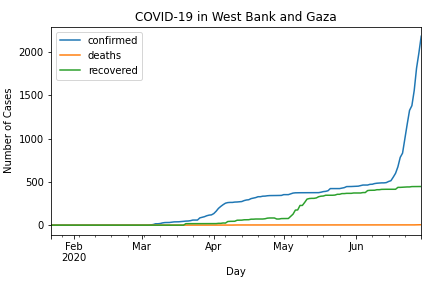 COVID-19 in West Bank and Gaza
confirmed
deaths
recovered
Number of Cases
2000
1500
1000
500
0
Feb
2020
Mar
Apr
May
Jun
Day